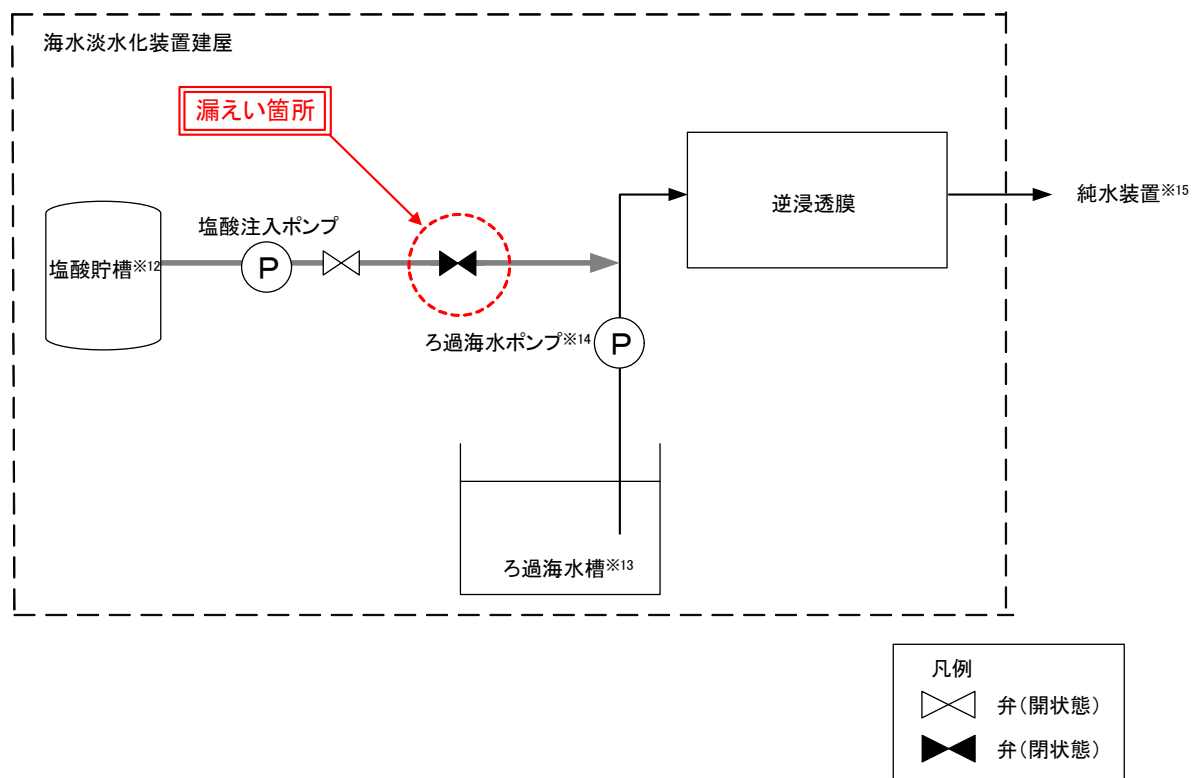 海水淡水化装置建屋
漏えい箇所
逆浸透膜
純水装置※15
塩酸注入ポンプ
塩酸貯槽※12
P
ろ過海水ポンプ※14
P
ろ過海水槽※13
凡例
弁(開状態)
弁(閉状態)